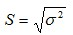 S = √σ²